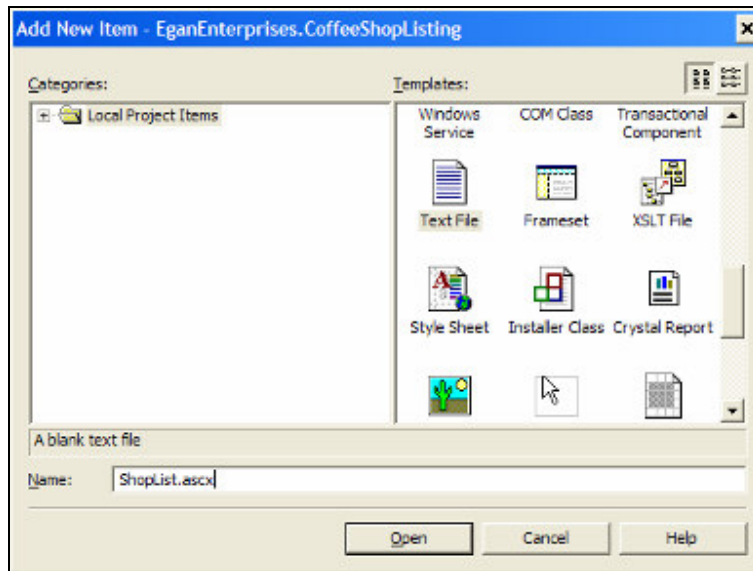 Add New Item - EganEnterprises.CoffeeShopListing
Categories:
Templates:
Local Project Items
Windows Service
COM Class
Transactional Component
Text File
Frameset
XSLT File
Style Sheet
Installer Class
Crystal Report
A blank text file
Name:
ShopList.ascx
Open
Cancel
Help